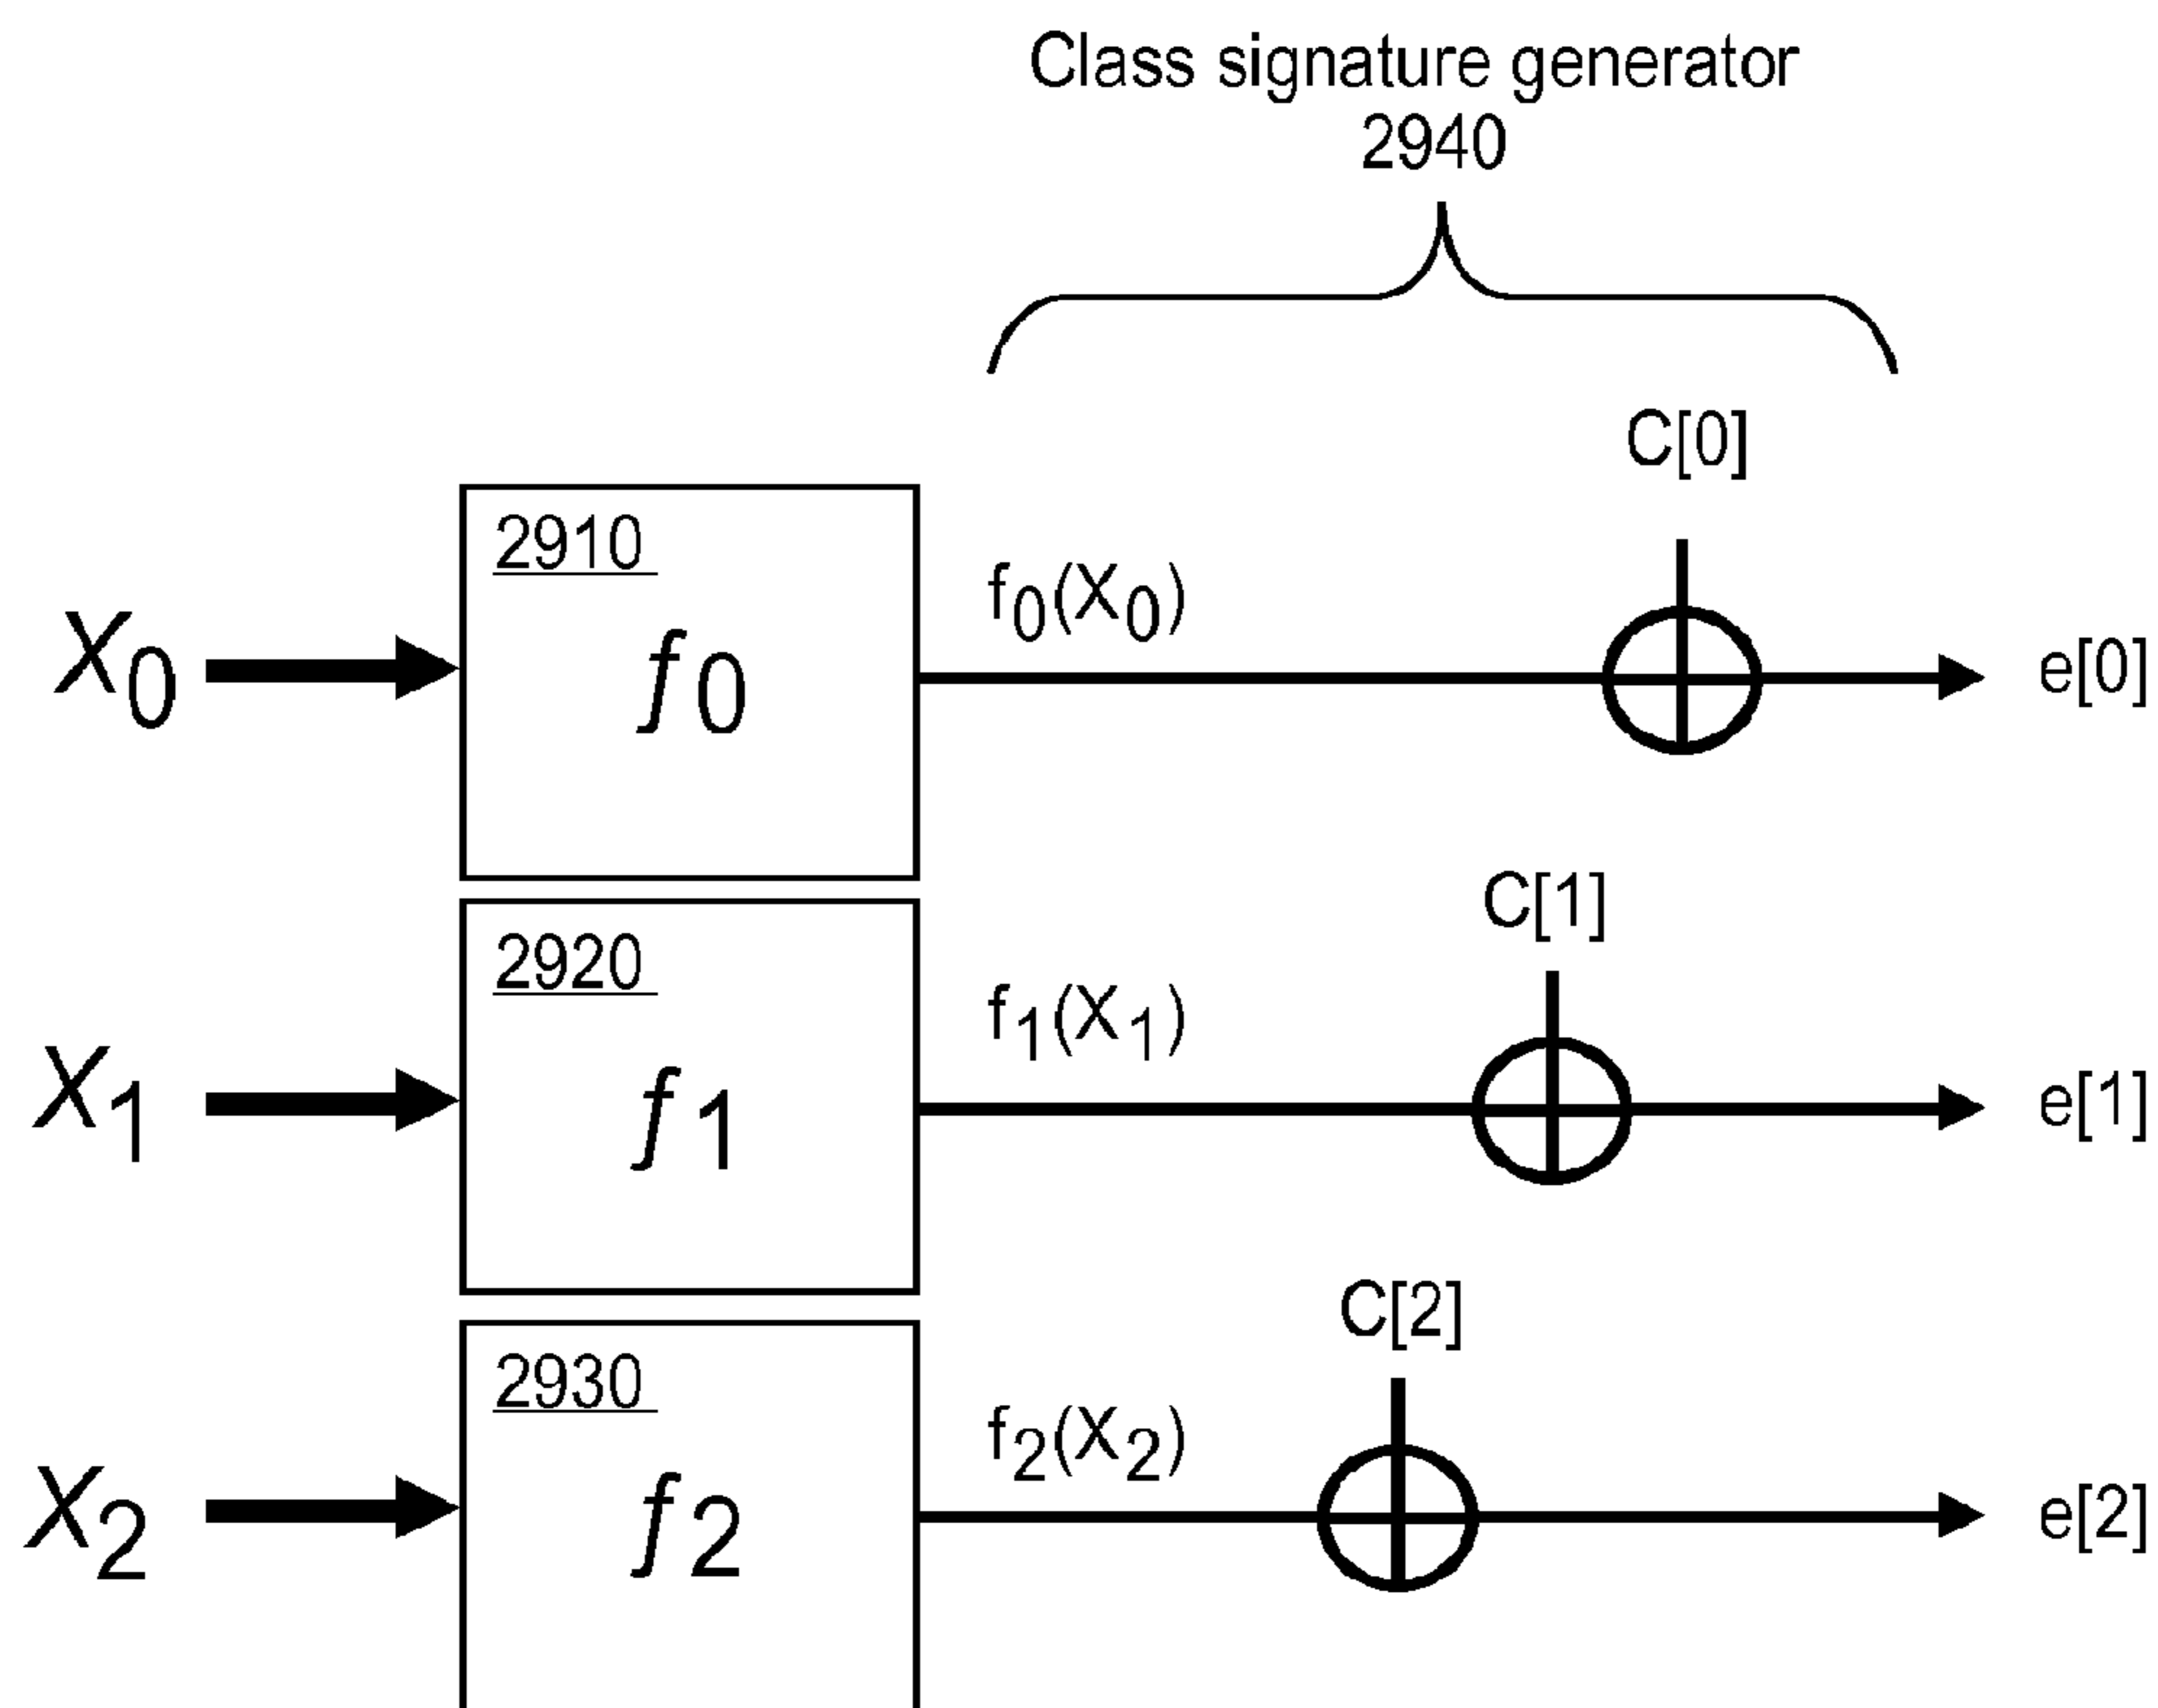 Class signature generator
2940
C[0]
2910
f0(X0)
X0
f0
e[0]
C[1]
2920
f1(X1)
X1
f1
e[1]
C[2]
2930
f2(X2)
X2
f2
e[2]